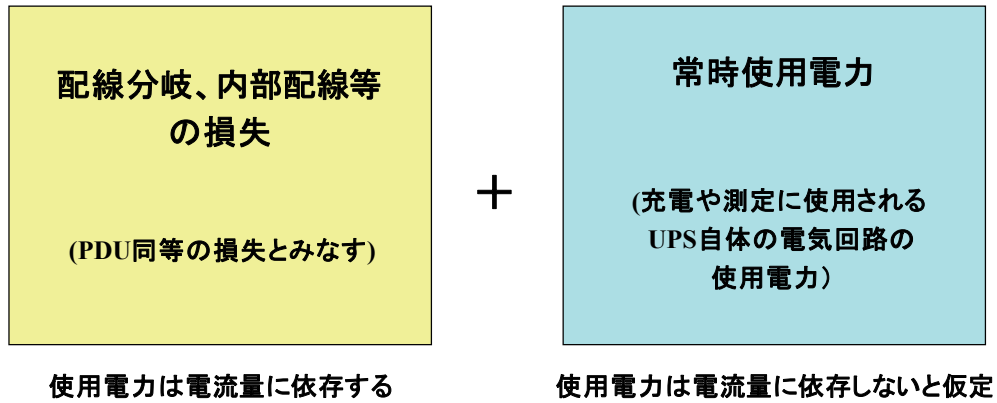 配線分岐、内部配線等
の損失
(PDU同等の損失とみなす)
使用電力は電流量に依存する
+
常時使用電力
(充電や測定に使用される
UPS自体の電気回路の
使用電力）
使用電力は電流量に依存しないと仮定